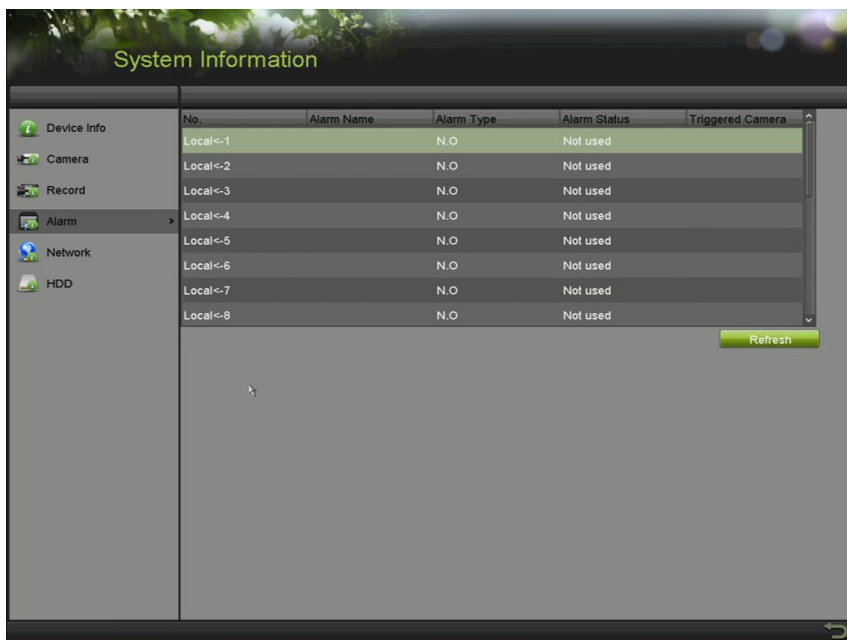 System Information
Device Info
Camera
Record
Alarm
Network
HDD
No. Alarm Name Alarm Type Alarm Status Triggered Camera
Local<-1 N.O Not used
Local<-2 N.O Not used
Local<-3 N.O Not used
Local<-4 N.O Not used
Local<-5 N.O Not used
Local<-6 N.O Not used
Local<-7 N.O Not used
Local<-8 N.O Not used
Refresh